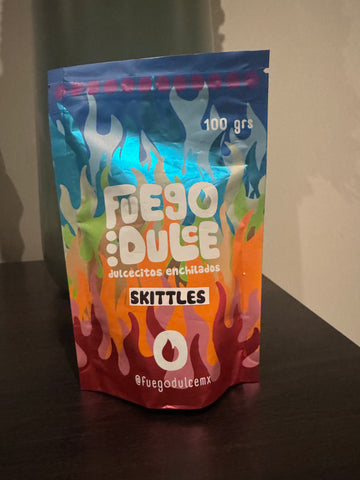 100 grs
FUEGO
DULCE
dulcecitos enchilados
SKITTLES
@fuegodulcemx